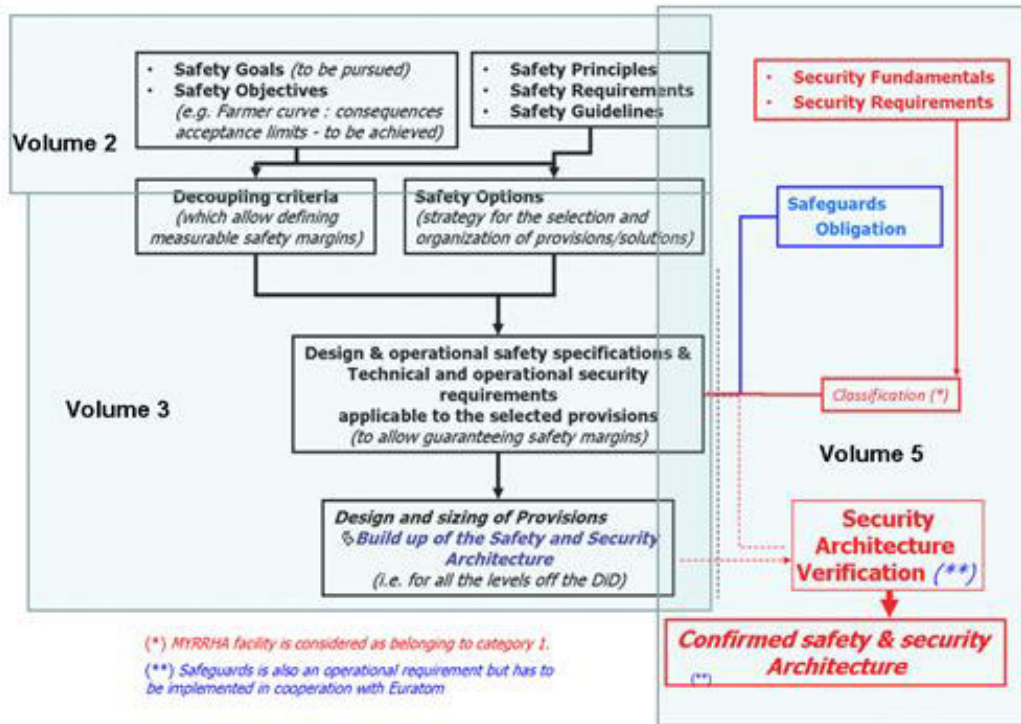 • Safety Goals (to be pursued)
• Safety Objectives
(e.g. Farmer curve : consequences
acceptance limits - to be achieved)
• Safety Principles
• Safety Requirements
• Safety Guidelines
• Security Fundamentals
• Security Requirements
Volume 2
Decoupling criteria
(which allow defining
measurable safety margins)
Safety Options
(strategy for the selection and
organization of provisions/solutions)
Safeguards
Obligation
Design & operational safety specifications &
Technical and operational security
requirements
applicable to the selected provisions
(to allow guaranteeing safety margins)
Classification (*)
Volume 3
Volume 5
Design and sizing of Provisions
Build up of the Safety and Security
Architecture
(i.e. for all the levels off the DiD)
Security
Architecture
Verification (**)
Confirmed safety & security
Architecture
(**)
(*) MYRRHA facility is considered as belonging to category 1.
(**) Safeguards is also an operational requirement but has to
be implemented in cooperation with Euratom